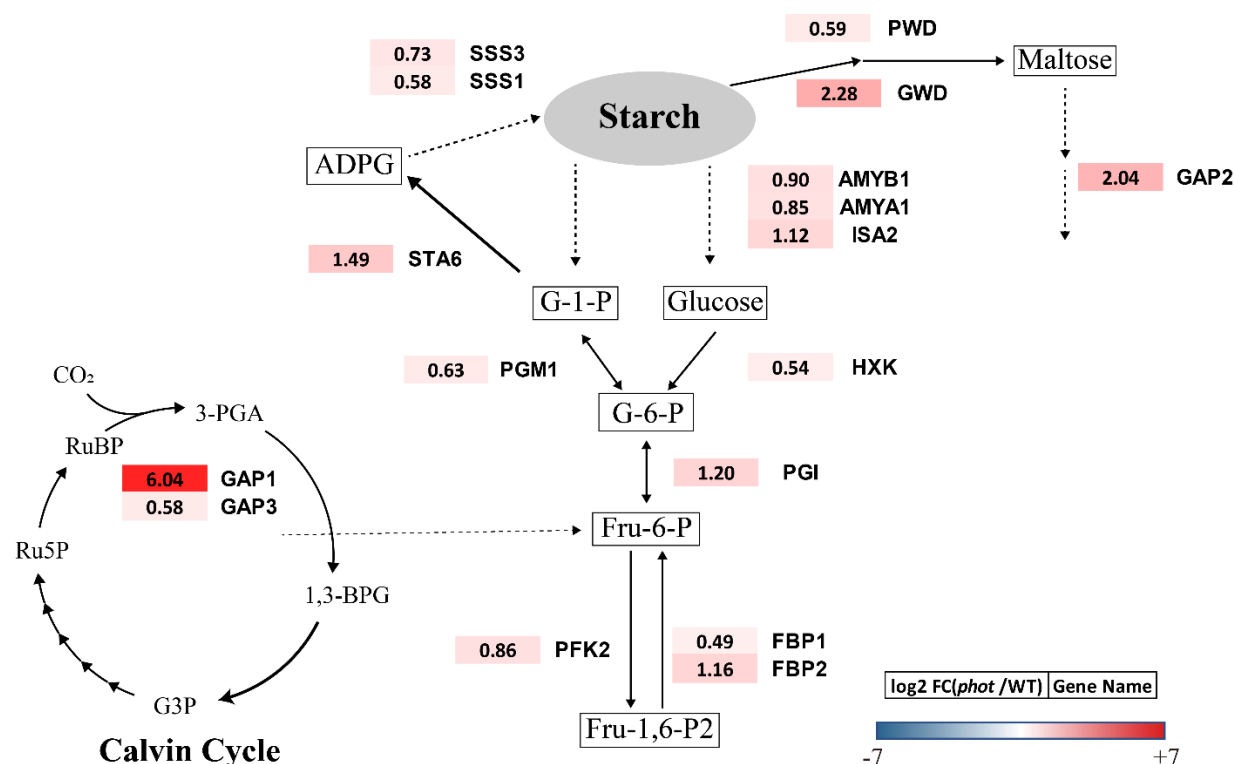 0.59 PWD
0.73 SSS3
0.58 SSS1
Maltose
2.28 GWD
Starch
ADPG
0.90 AMYB1
0.85 AMYA1
1.12 ISA2
2.04 GAP2
1.49 STA6
G-1-P
Glucose
0.63 PGM1
0.54 HXK
CO₂
3-PGA
G-6-P
RuBP
6.04 GAP1
0.58 GAP3
1.20 PGI
Fru-6-P
Ru5P
1,3-BPG
0.86 PFK2
0.49 FBP1
1.16 FBP2
G3P
Fru-1,6-P2
Calvin Cycle
log2 FC(phot /WT) Gene Name
-7 +7